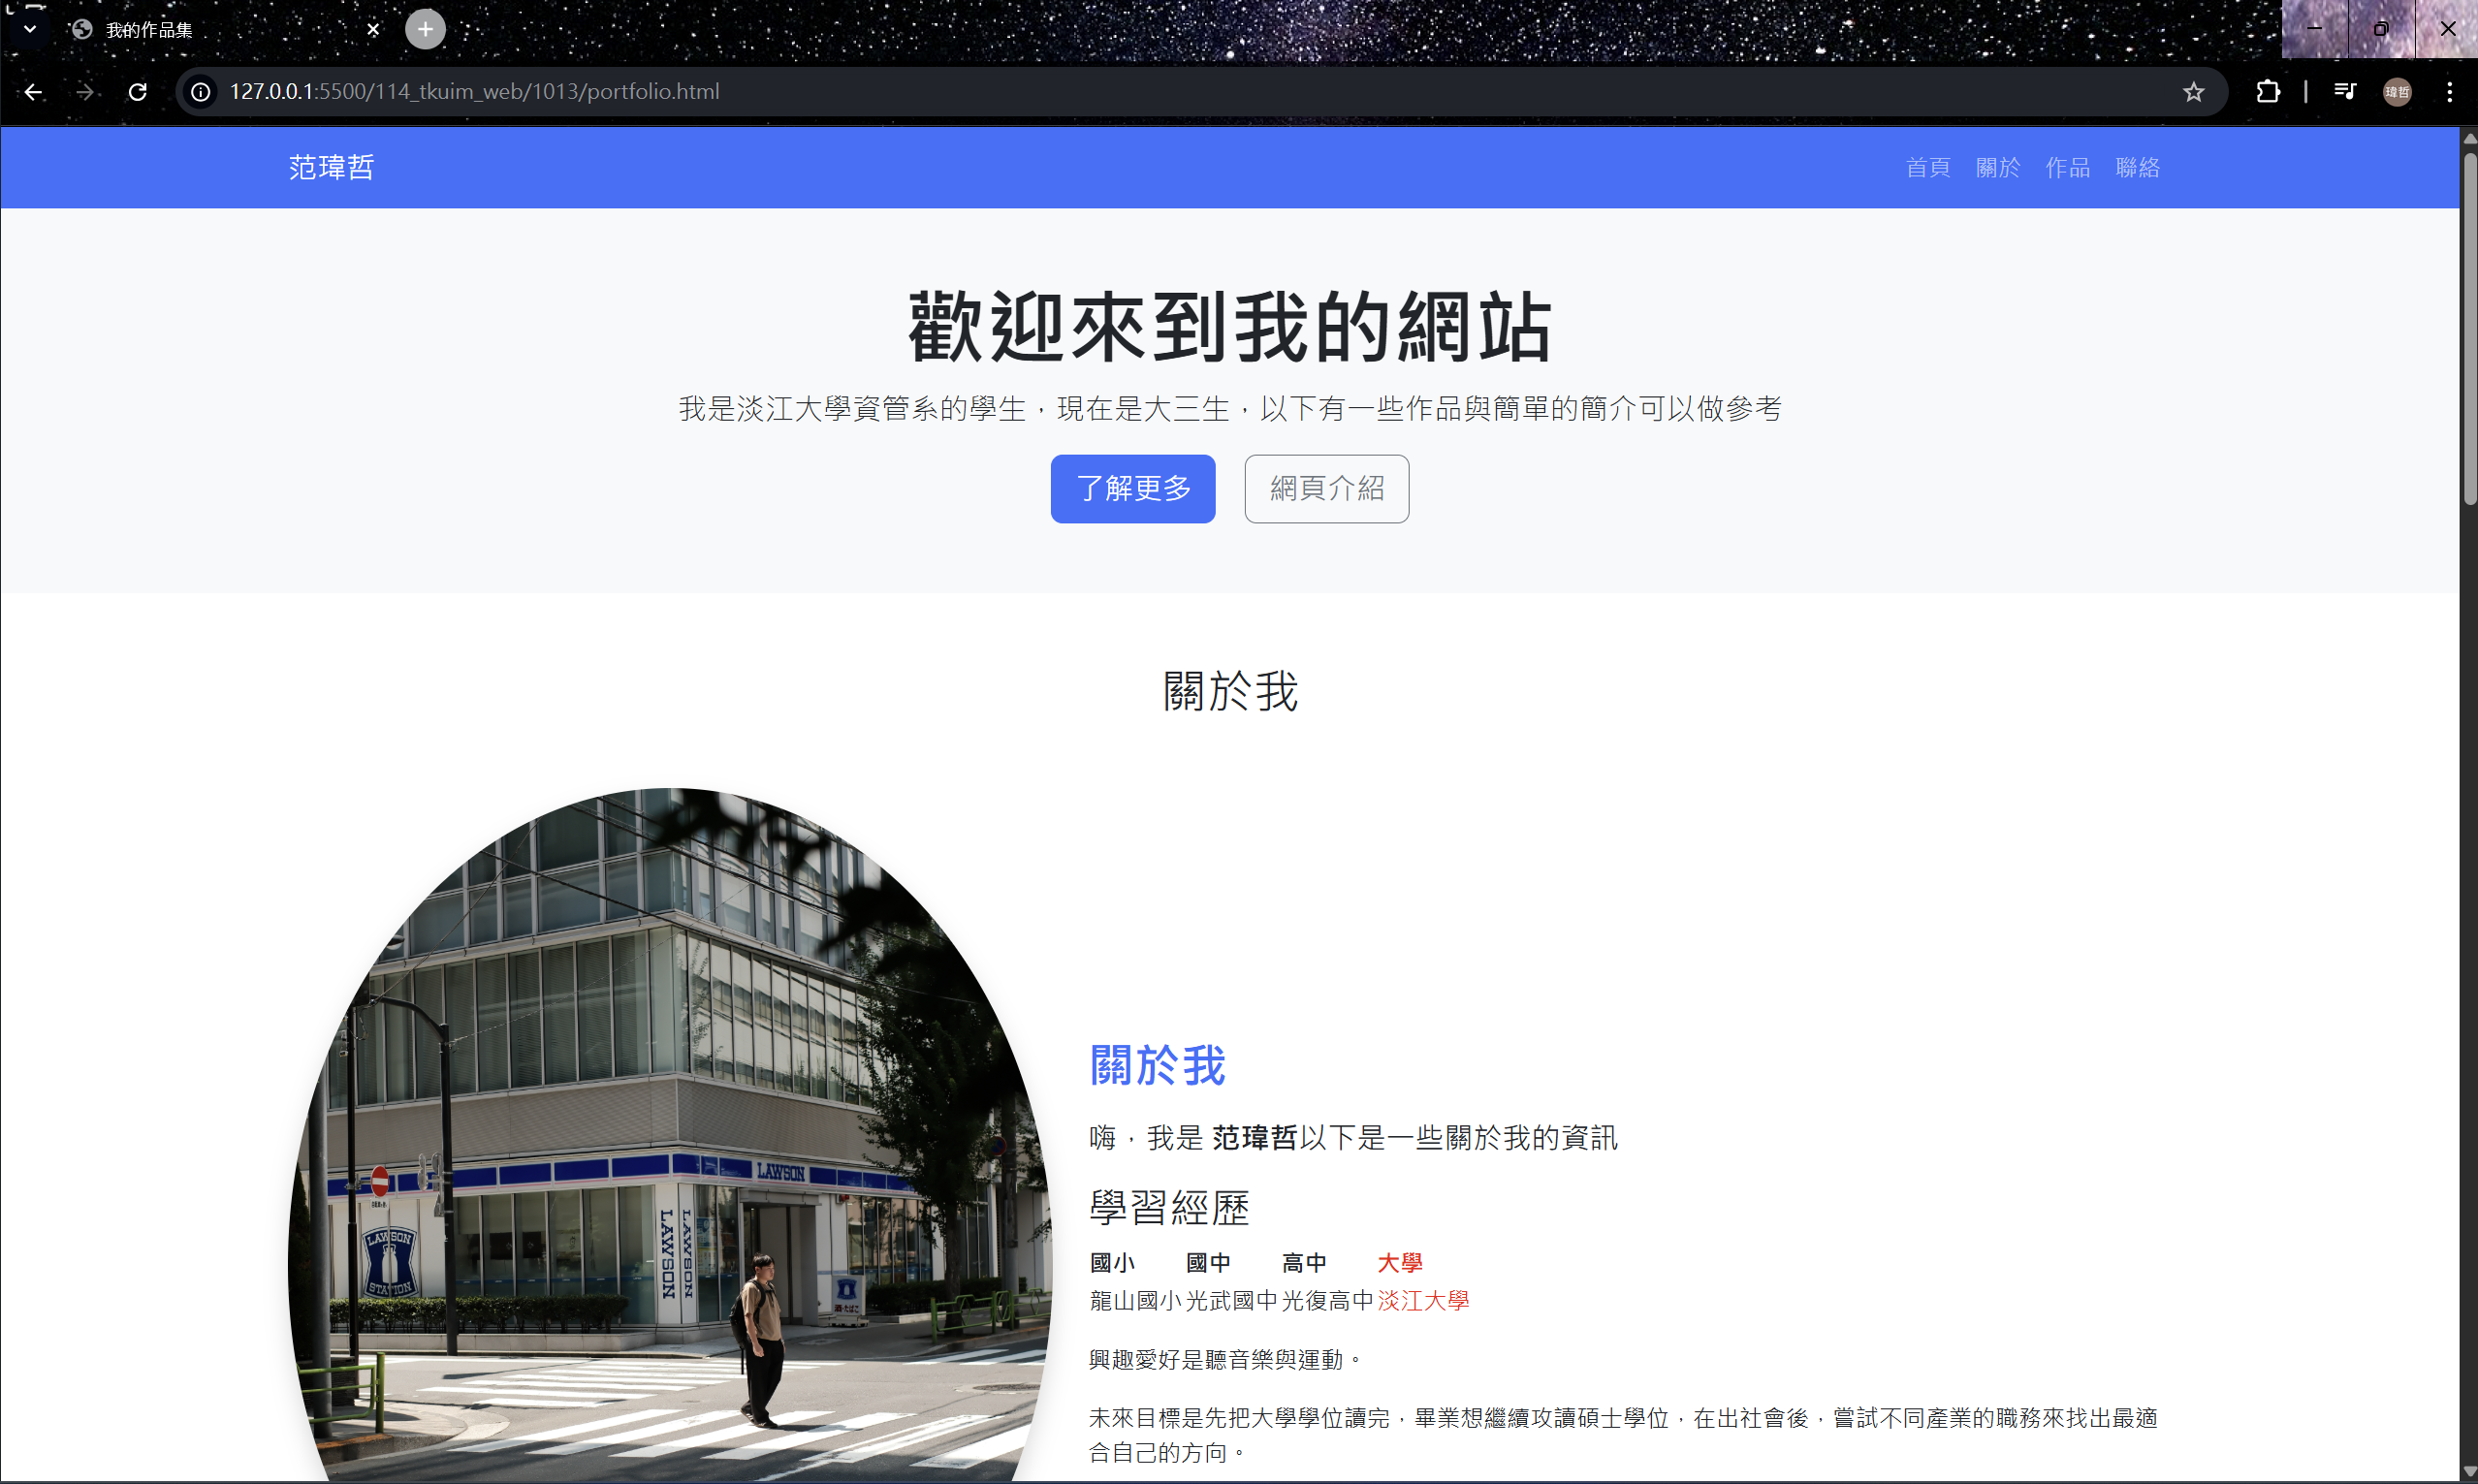 我的作品集
127.0.0.1:5500/114_tkuim_web/1013/portfolio.html
瑋哲
范瑋哲
首頁 關於 作品 聯絡
歡迎來到我的網站
我是淡江大學資管系的學生，現在是大三生，以下有一些作品與簡單的簡介可以做參考
了解更多 網頁介紹
關於我
LAWSON
LAWSON
STATION
LAWSON
LAWSON
關於我
嗨，我是 范瑋哲以下是一些關於我的資訊
學習經歷
國小 國中 高中 大學
龍山國小 光武國中 光復高中 淡江大學
興趣愛好是聽音樂與運動。
未來目標是先把大學學位讀完，畢業想繼續攻讀碩士學位，在出社會後，嘗試不同產業的職務來找出最適
合自己的方向。